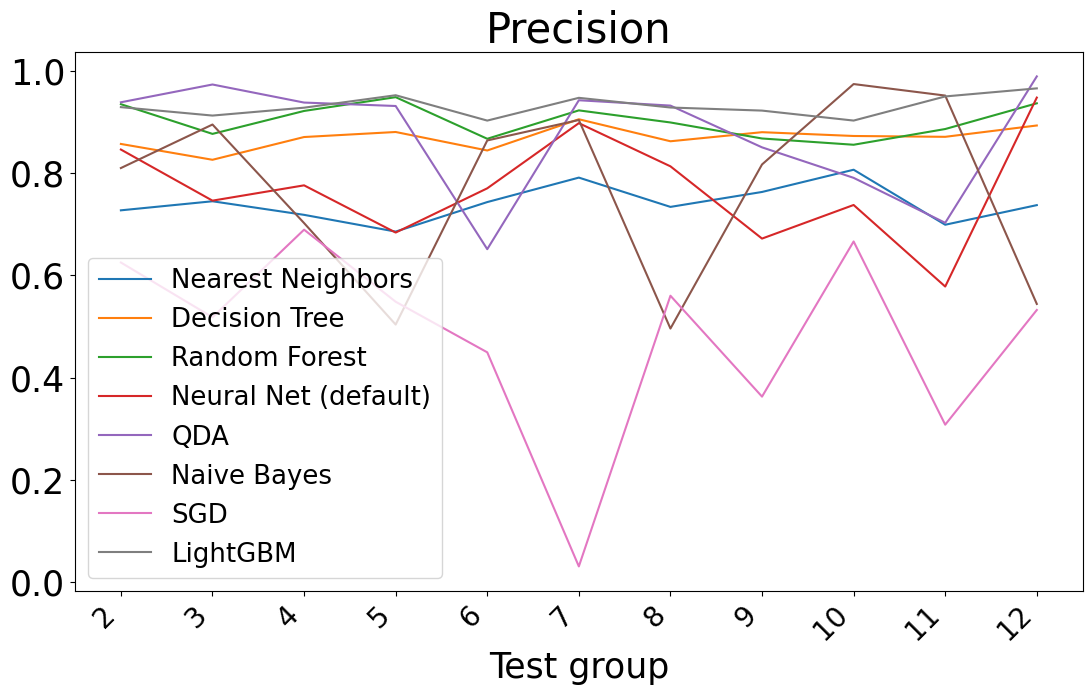 Precision
1.0
0.8
0.6
0.4
0.2
0.0
Nearest Neighbors
Decision Tree
Random Forest
Neural Net (default)
QDA
Naive Bayes
SGD
LightGBM
2 3 4 5 6 7 8 9 10 11 12
Test group